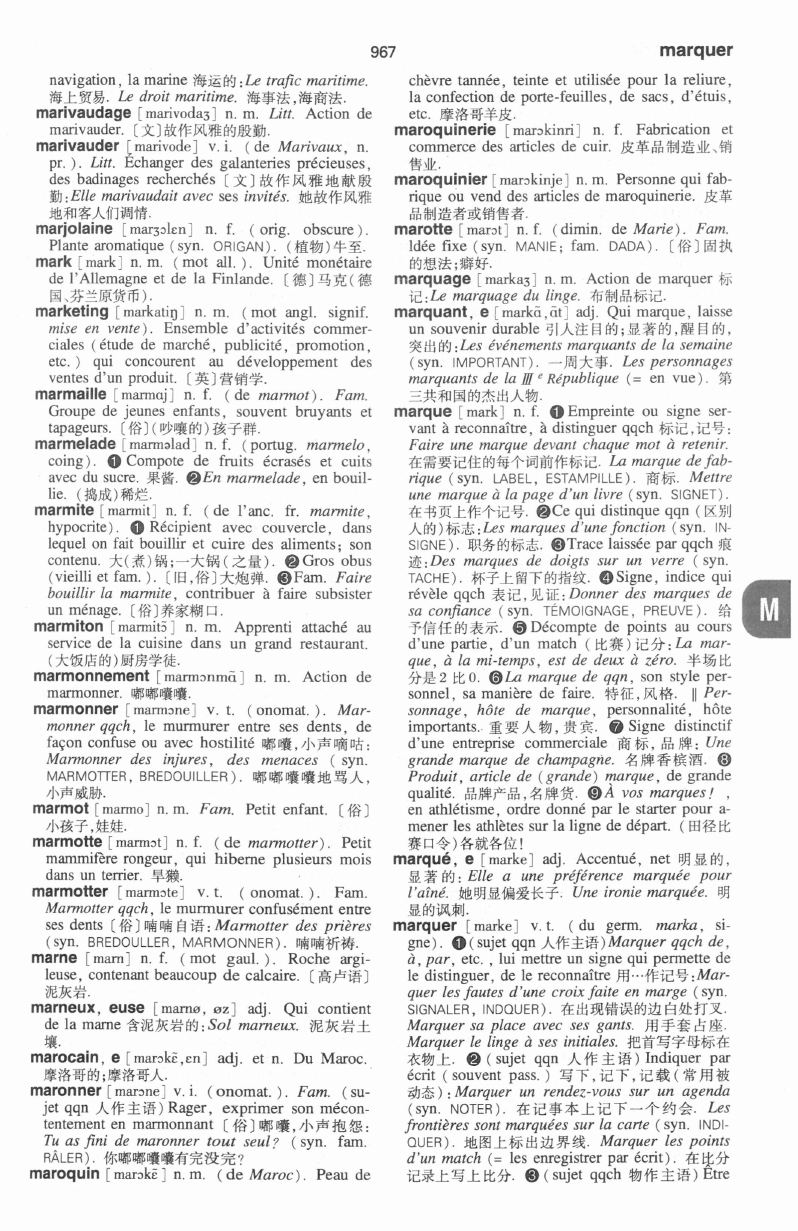 967
marquer
navigation, la marine 海运的:Le trafic maritime.
海上贸易. Le droit maritime. 海事法,海商法.
marivaudage [marivodaʒ] n. m. Litt. Action de
marivauder. 〔文〕故作风雅的殷勤.
marivauder [marivode] v. i. (de Marivaux, n.
pr. ). Litt. Échanger des galanteries précieuses,
des badinages recherchés 〔文〕故作风雅地献殷
勤:Elle marivaudait avec ses invités. 她故作风雅
地和客人们调情.
marjolaine [marʒɔlɛn] n. f. (orig. obscure).
Plante aromatique (syn. ORIGAN). (植物)牛至.
mark [mark] n. m. (mot all. ). Unité monétaire
de l'Allemagne et de la Finlande. 〔德〕马克(德
国、芬兰原货币).
marketing [markatiŋ] n. m. (mot angl. signif.
mise en vente). Ensemble d'activités commer-
ciales (étude de marché, publicité, promotion,
etc. ) qui concourent au développement des
ventes d'un produit. 〔英〕营销学.
marmaille [marmɑj] n. f. (de marmot). Fam.
Groupe de jeunes enfants, souvent bruyants et
tapageurs. 〔俗〕(吵嚷的)孩子群.
marmelade [marməlad] n. f. (portug. marmelo,
coing). ❶ Compote de fruits écrasés et cuits
avec du sucre. 果酱. ❷En marmelade, en bouil-
lie. (捣成)稀烂.
marmite [marmit] n. f. (de l'anc. fr. marmite,
hypocrite). ❶ Récipient avec couvercle, dans
lequel on fait bouillir et cuire des aliments; son
contenu. 大(煮)锅;一大锅(之量). ❷Gros obus
(vieilli et fam. ). 〔旧,俗〕大炮弹. ❸Fam. Faire
bouillir la marmite, contribuer à faire subsister
un ménage. 〔俗〕养家糊口.
marmiton [marmitɔ̃] n. m. Apprenti attaché au
service de la cuisine dans un grand restaurant.
(大饭店的)厨房学徒.
marmonnement [marmɔnmɑ̃] n. m. Action de
marmonner. 嘟嘟囔囔.
marmonner [marmɔne] v. t. (onomat. ). Mar-
monner qqch, le murmurer entre ses dents, de
façon confuse ou avec hostilité 嘟囔,小声嘀咕:
Marmonner des injures, des menaces (syn.
MARMOTTER, BREDOUILLER). 嘟嘟囔囔地骂人,
小声威胁.
marmot [marmo] n. m. Fam. Petit enfant. 〔俗〕
小孩子,娃娃.
marmotte [marmɔt] n. f. (de marmotter). Petit
mammifère rongeur, qui hiberne plusieurs mois
dans un terrier. 旱獭.
marmotter [marmɔte] v. t. (onomat. ). Fam.
Marmotter qqch, le murmurer confusément entre
ses dents 〔俗〕喃喃自语:Marmotter des prières
(syn. BREDOULLER, MARMONNER). 喃喃祈祷.
marne [marn] n. f. (mot gaul. ). Roche argi-
leuse, contenant beaucoup de calcaire. 〔高卢语〕
泥灰岩.
marneux, euse [marnø, øz] adj. Qui contient
de la marne 含泥灰岩的:Sol marneux. 泥灰岩土
壤.
marocain, e [marɔkɛ̃,ɛn] adj. et n. Du Maroc.
摩洛哥的;摩洛哥人.
maronner [marɔne] v. i. (onomat. ). Fam. (su-
jet qqn 人作主语) Rager, exprimer son mécon-
tentement en marmonnant 〔俗〕嘟囔,小声抱怨:
Tu as fini de maronner tout seul? (syn. fam.
RÂLER). 你嘟嘟囔囔有完没完?
maroquin [marɔkɛ̃] n. m. (de Maroc). Peau de
chèvre tannée, teinte et utilisée pour la reliure,
la confection de porte-feuilles, de sacs, d'étuis,
etc. 摩洛哥羊皮.
maroquinerie [marɔkinri] n. f. Fabrication et
commerce des articles de cuir. 皮革品制造业、销
售业.
maroquinier [marɔkinje] n. m. Personne qui fab-
rique ou vend des articles de maroquinerie. 皮革
品制造者或销售者.
marotte [marɔt] n. f. (dimin. de Marie). Fam.
Idée fixe (syn. MANIE; fam. DADA). 〔俗〕固执
的想法;癖好.
marquage [markaʒ] n. m. Action de marquer 标
记:Le marquage du linge. 布制品标记.
marquant, e [markɑ̃,ɑ̃t] adj. Qui marque, laisse
un souvenir durable 引人注目的;显著的,醒目的,
突出的:Les événements marquants de la semaine
(syn. IMPORTANT). 一周大事. Les personnages
marquants de la Ⅲ e République (= en vue). 第
三共和国的杰出人物.
marque [mark] n. f. ❶ Empreinte ou signe ser-
vant à reconnaître, à distinguer qqch 标记,记号:
Faire une marque devant chaque mot à retenir.
在需要记住的每个词前作标记. La marque de fab-
rique (syn. LABEL, ESTAMPILLE). 商标. Mettre
une marque à la page d'un livre (syn. SIGNET).
在书页上作个记号. ❷Ce qui distingue qqn (区别
人的)标志:Les marques d'une fonction (syn. IN-
SIGNE). 职务的标志. ❸Trace laissée par qqch 痕
迹:Des marques de doigts sur un verre (syn.
TACHE). 杯子上留下的指纹. ❹Signe, indice qui
révèle qqch 表记,见证:Donner des marques de
sa confiance (syn. TÉMOIGNAGE, PREUVE). 给
予信任的表示. ❺Décompte de points au cours
d'une partie, d'un match (比赛)记分:La mar-
que, à la mi-temps, est de deux à zéro. 半场比
分是 2 比 0. ❻La marque de qqn, son style per-
sonnel, sa manière de faire. 特征,风格. ‖ Per-
sonnage, hôte de marque, personnalité, hôte
importants. 重要人物,贵宾. ❼ Signe distinctif
d'une entreprise commerciale 商标,品牌: Une
grande marque de champagne. 名牌香槟酒. ❽
Produit, article de (grande) marque, de grande
qualité. 品牌产品,名牌货. ❾À vos marques! ,
en athlétisme, ordre donné par le starter pour a-
mener les athlètes sur la ligne de départ. (田径比
赛口令)各就各位!
marqué, e [marke] adj. Accentué, net 明显的,
显著的: Elle a une préférence marquée pour
l'aîné. 她明显偏爱长子. Une ironie marquée. 明
显的讽刺.
marquer [marke] v. t. (du germ. marka, si-
gne). ❶(sujet qqn 人作主语) Marquer qqch de,
à, par, etc. , lui mettre un signe qui permette de
le distinguer, de le reconnaître 用…作记号:Mar-
quer les fautes d'une croix faite en marge (syn.
SIGNALER, INDQUER). 在出现错误的边白处打叉.
Marquer sa place avec ses gants. 用手套占座.
Marquer le linge à ses initiales. 把首写字母标在
衣物上. ❷ (sujet qqn 人作主语) Indiquer par
écrit (souvent pass. ) 写下,记下,记载(常用被
动态): Marquer un rendez-vous sur un agenda
(syn. NOTER). 在记事本上记下一个约会. Les
frontières sont marquées sur la carte (syn. INDI-
QUER). 地图上标出边界线. Marquer les points
d'un match (= les enregistrer par écrit). 在比分
记录上写上比分. ❸ (sujet qqch 物作主语) Être
M